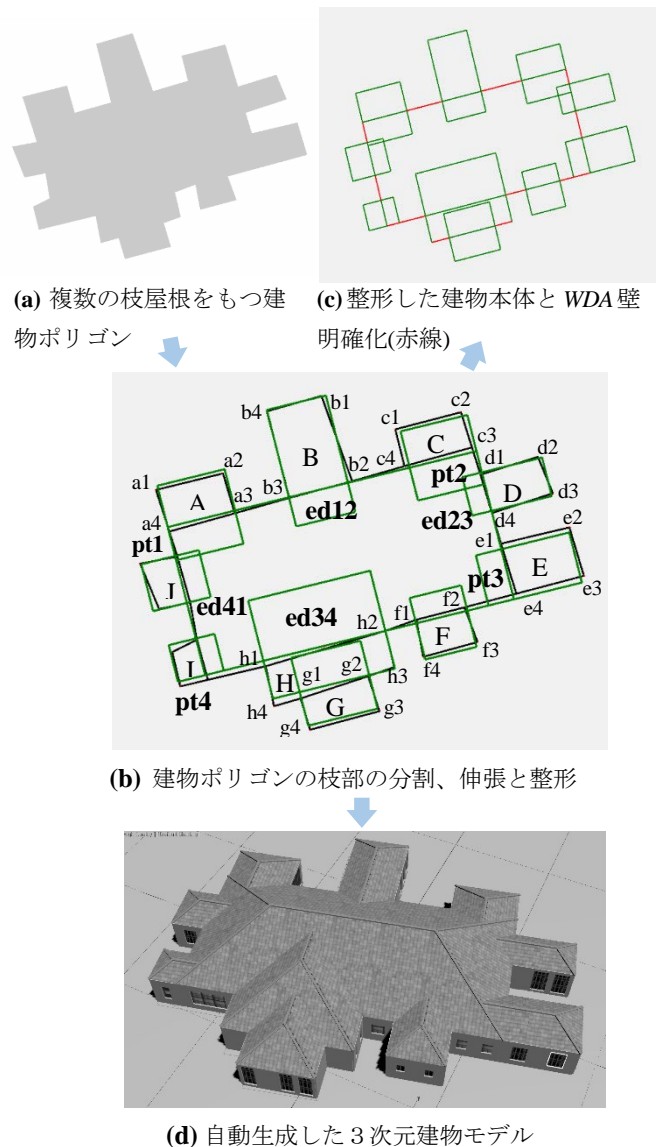 (a) 複数の枝屋根をもつ建
物ポリゴン
(c)整形した建物本体とWDA壁
明確化(赤線)
b4
b1
c2
c1
a2
B
C
c3
a1
c4
b2
pt2
d1
d2
A
a3
b3
ed12
D
d3
a4
ed23
d4
e2
pt1
e1
J
pt3
E
ed41
ed34
f1
f2
e3
e4
h2
F
I
h1
g1
g2
f3
H
h3
f4
pt4
h4
G
g3
g4
(b) 建物ポリゴンの枝部の分割、伸張と整形
(d) 自動生成した3次元建物モデル